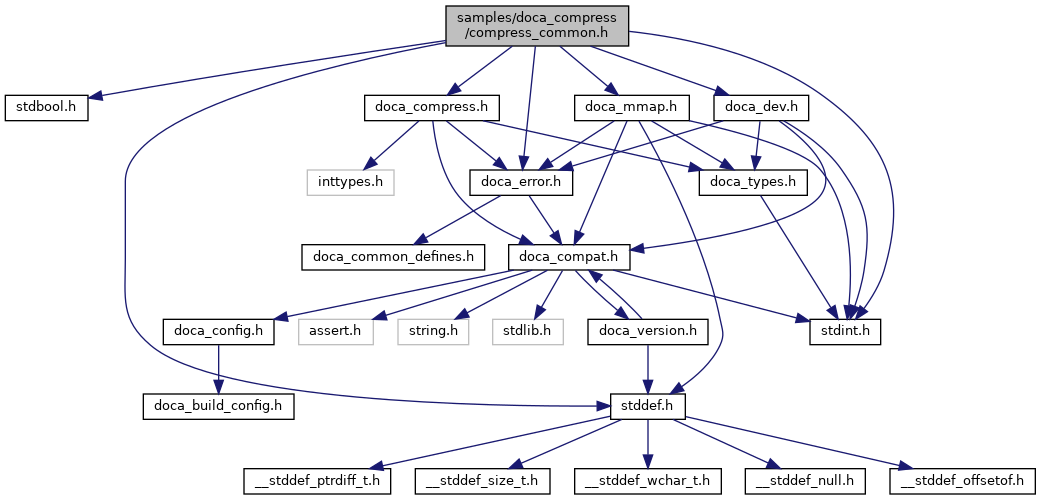 samples/doca_compress
/compress_common.h
stdbool.h
doca_compress.h
doca_mmap.h
doca_dev.h
inttypes.h
doca_error.h
doca_types.h
doca_common_defines.h
doca_compat.h
doca_config.h
assert.h
string.h
stdlib.h
doca_version.h
stdint.h
doca_build_config.h
stddef.h
__stddef_ptrdiff_t.h
__stddef_size_t.h
__stddef_wchar_t.h
__stddef_null.h
__stddef_offsetof.h